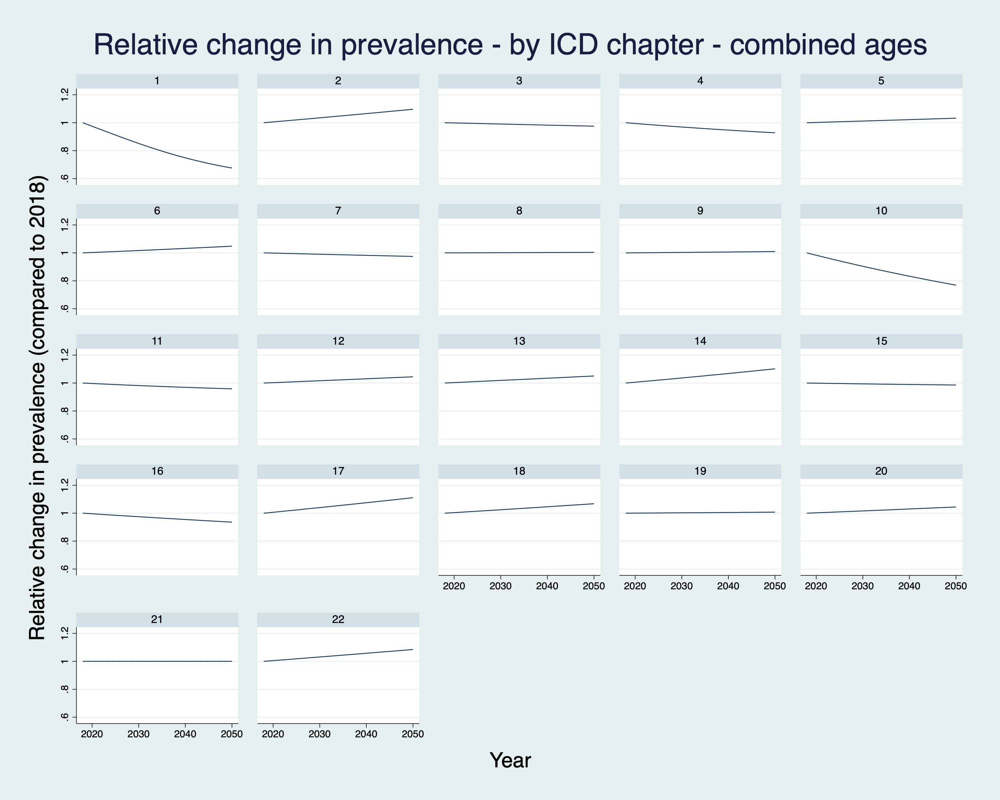 Relative change in prevalence - by ICD chapter - combined ages
Relative change in prevalence (compared to 2018)
1 2 3 4 5
1.2
1
.8
.6
6 7 8 9 10
1.2
1
.8
.6
11 12 13 14 15
1.2
1
.8
.6
16 17 18 19 20
1.2
1
.8
.6
2020 2030 2040 2050 2020 2030 2040 2050 2020 2030 2040 2050
21 22
1.2
1
.8
.6
2020 2030 2040 2050 2020 2030 2040 2050
Year